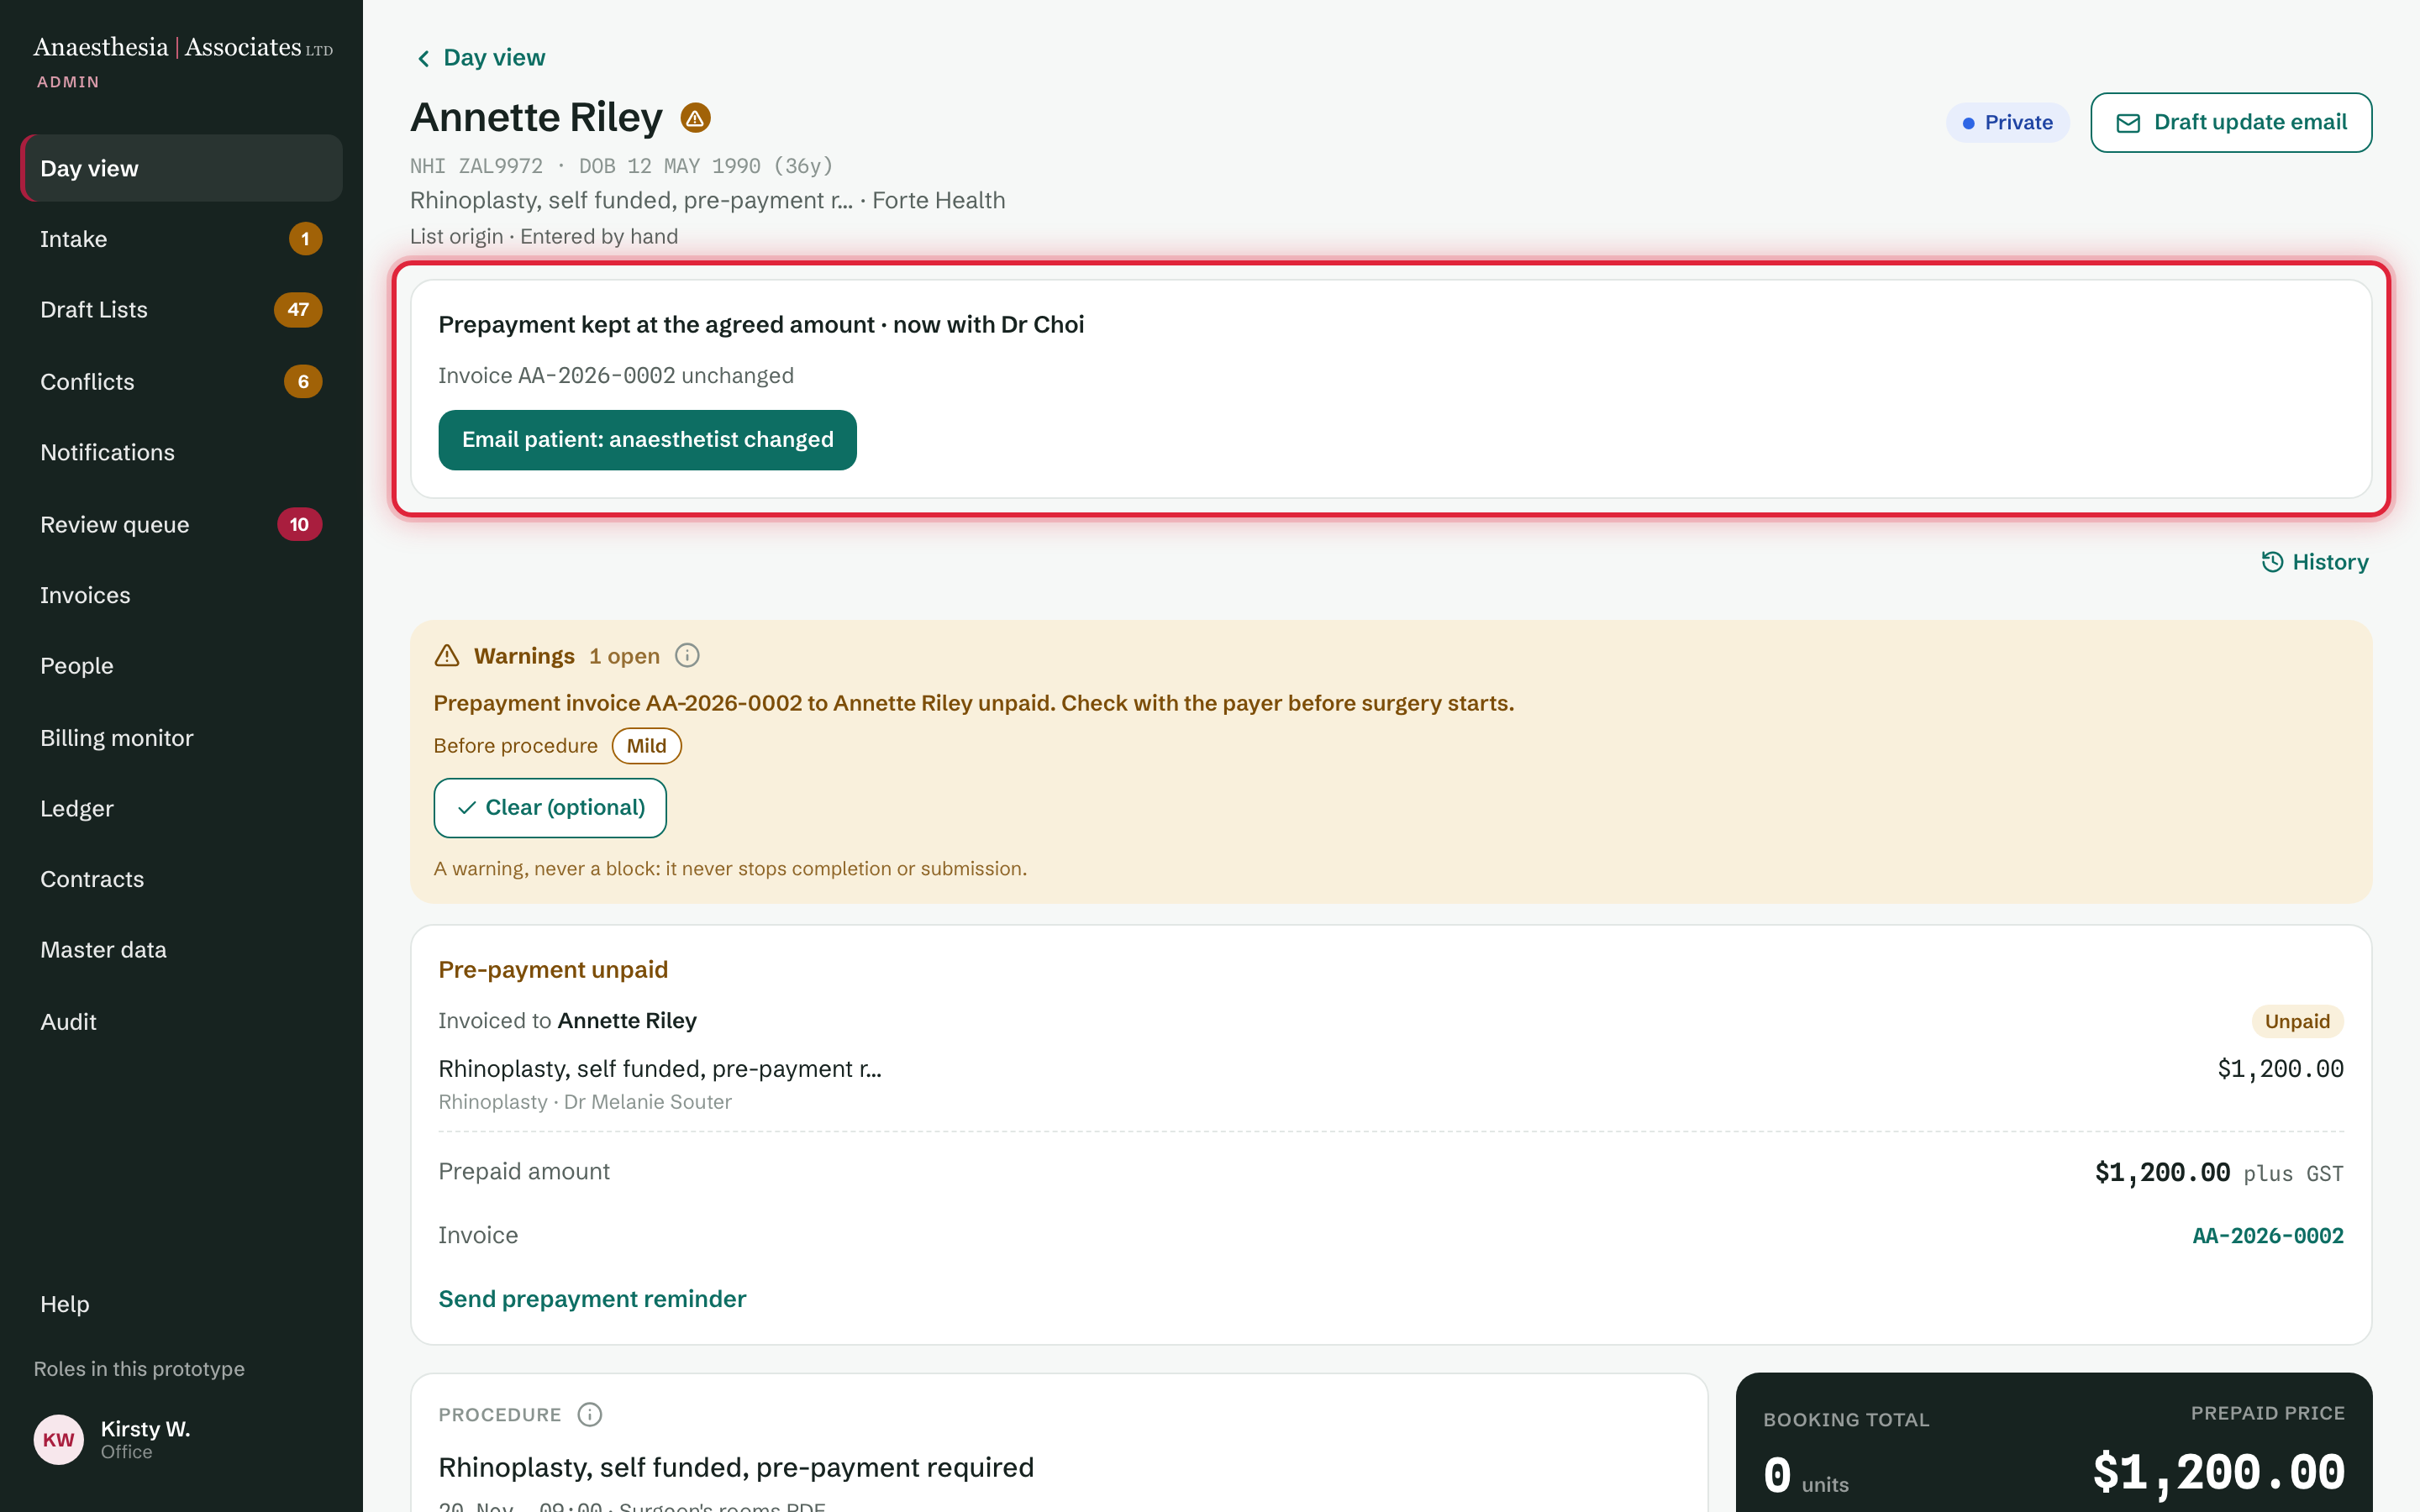 Anaesthesia | Associates LTD
ADMIN
Day view
Intake 1
Draft Lists 47
Conflicts 6
Notifications
Review queue 10
Invoices
People
Billing monitor
Ledger
Contracts
Master data
Audit
Help
Roles in this prototype
KW Kirsty W.
Office
Day view
Annette Riley
Private
Draft update email
NHI ZAL9972 · DOB 12 MAY 1990 (36y)
Rhinoplasty, self funded, pre-payment r... · Forte Health
List origin · Entered by hand
Prepayment kept at the agreed amount · now with Dr Choi
Invoice AA-2026-0002 unchanged
Email patient: anaesthetist changed
History
Warnings 1 open
Prepayment invoice AA-2026-0002 to Annette Riley unpaid. Check with the payer before surgery starts.
Before procedure Mild
Clear (optional)
A warning, never a block: it never stops completion or submission.
Pre-payment unpaid
Invoiced to Annette Riley Unpaid
Rhinoplasty, self funded, pre-payment r... $1,200.00
Rhinoplasty · Dr Melanie Souter
Prepaid amount $1,200.00 plus GST
Invoice AA-2026-0002
Send prepayment reminder
PROCEDURE
Rhinoplasty, self funded, pre-payment required
20 Nov, 09:00 · Surgeon's rooms PDF
BOOKING TOTAL PREPAID PRICE
0 units $1,200.00